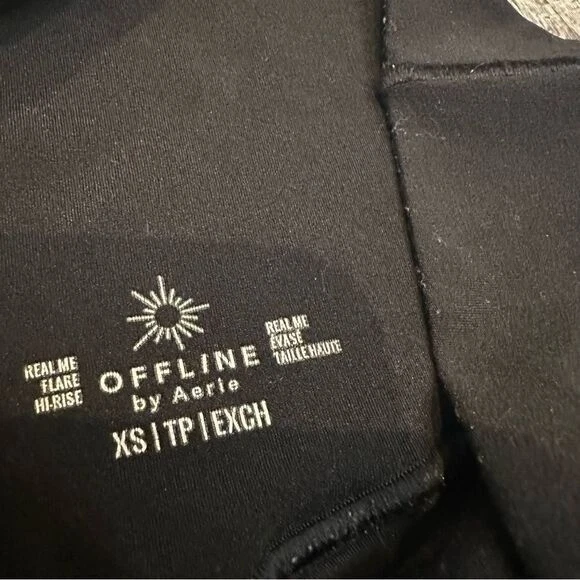 REAL ME
FLARE
HI-RISE
OFFLINE
by Aerie
REAL ME
ÉVASÉ
TAILLE HAUTE
XS | TP | EXCH